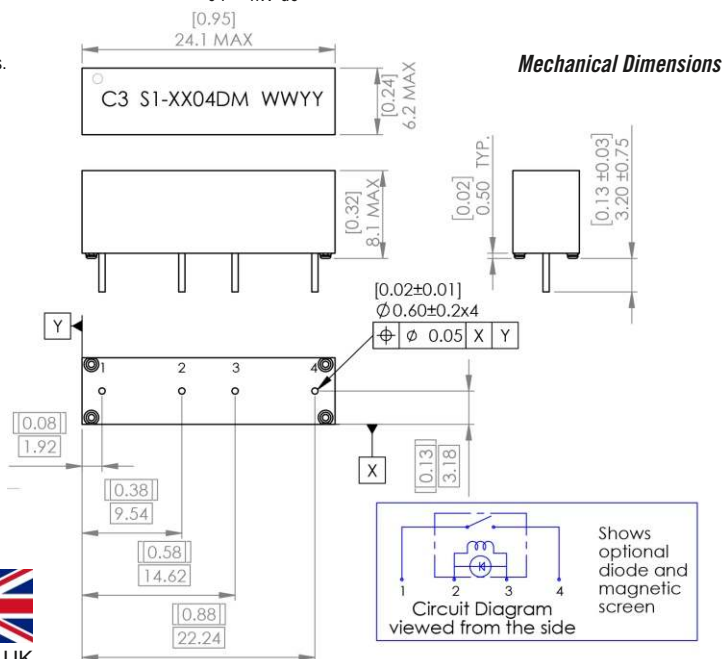 [0.95]
24.1 MAX
s.
Mechanical Dimensions
C3 S1-XX04DM WWYY
[0.24]
6.2 MAX
[0.32]
8.1 MAX
[0.02]
0.50 TYP.
[0.13 ±0.03]
3.20 ±0.75
[0.02±0.01]
Ø0.60±0.2x4
⌖ ø 0.05 X Y
Y
1 2 3 4
[0.08]
1.92
X
[0.13]
3.18
[0.38]
9.54
[0.58]
14.62
[0.88]
22.24
1 2 3 4
Circuit Diagram
viewed from the side
Shows
optional
diode and
magnetic
screen
UK